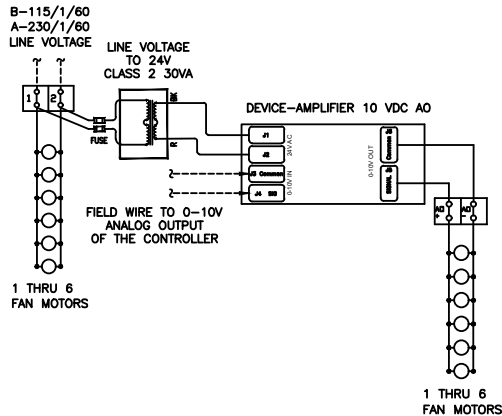 B-115/1/60
A-230/1/60
LINE VOLTAGE
LINE VOLTAGE
TO 24V
CLASS 2 30VA
1 2
FUSE
BK
R
DEVICE-AMPLIFIER 10 VDC AO
J1
J2
J3 Common
J4 SIG
24VAC
0-10V IN
0-10V OUT
Common
SIGNAL
FIELD WIRE TO 0-10V
ANALOG OUTPUT
OF THE CONTROLLER
AO AO
+ -
1 THRU 6
FAN MOTORS
1 THRU 6
FAN MOTORS